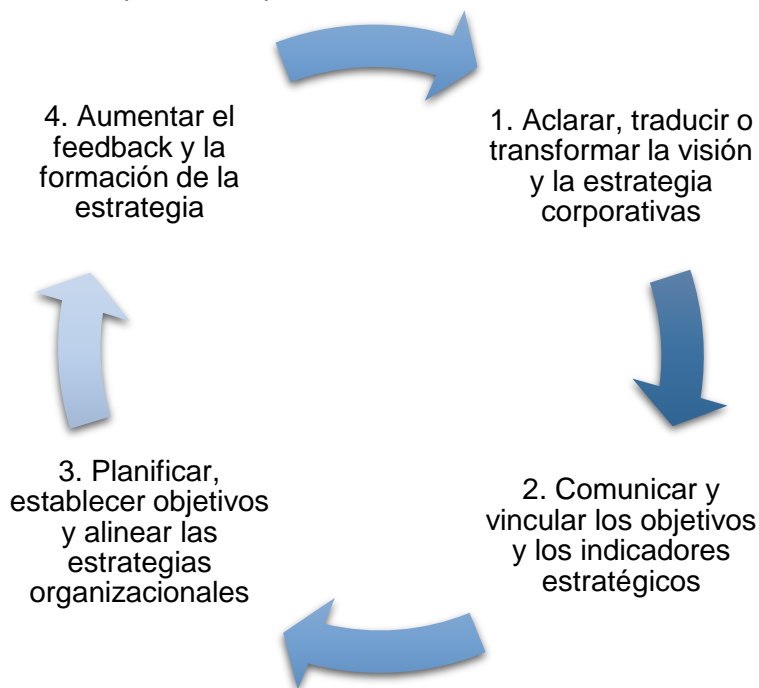 1. Aclarar, traducir o
transformar la visión
y la estrategia
corporativas
2. Comunicar y
vincular los objetivos
y los indicadores
estratégicos
3. Planificar,
establecer objetivos
y alinear las
estrategias
organizacionales
4. Aumentar el
feedback y la
formación de la
estrategia